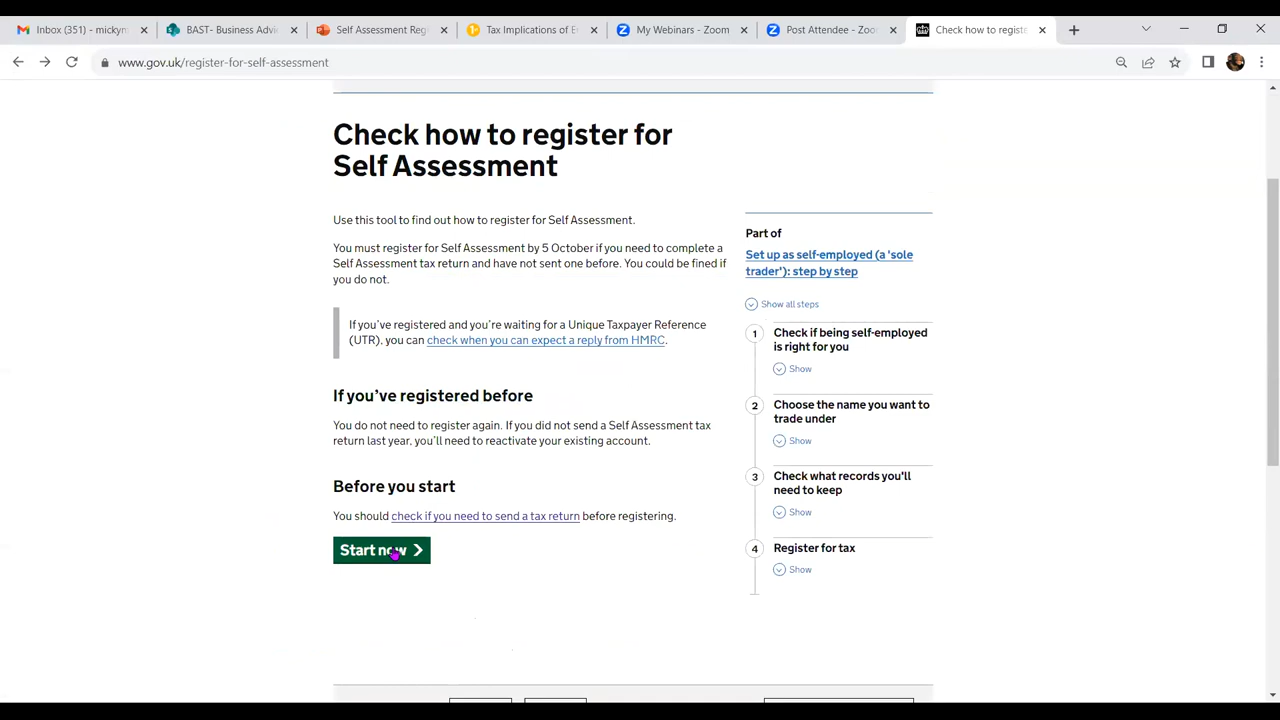 Inbox (351) - mickym
BAST- Business Advic
Self Assessment Regi
Tax Implications of E
My Webinars - Zoom
Post Attendee - Zoo
Check how to registe
www.gov.uk/register-for-self-assessment
Check how to register for
Self Assessment
Use this tool to find out how to register for Self Assessment.
You must register for Self Assessment by 5 October if you need to complete a
Self Assessment tax return and have not sent one before. You could be fined if
you do not.
If you've registered and you're waiting for a Unique Taxpayer Reference
(UTR), you can check when you can expect a reply from HMRC.
If you've registered before
You do not need to register again. If you did not send a Self Assessment tax
return last year, you'll need to reactivate your existing account.
Before you start
You should check if you need to send a tax return before registering.
Start now
Part of
Set up as self-employed (a 'sole
trader'): step by step
Show all steps
1 Check if being self-employed
is right for you
Show
2 Choose the name you want to
trade under
Show
3 Check what records you'll
need to keep
Show
4 Register for tax
Show